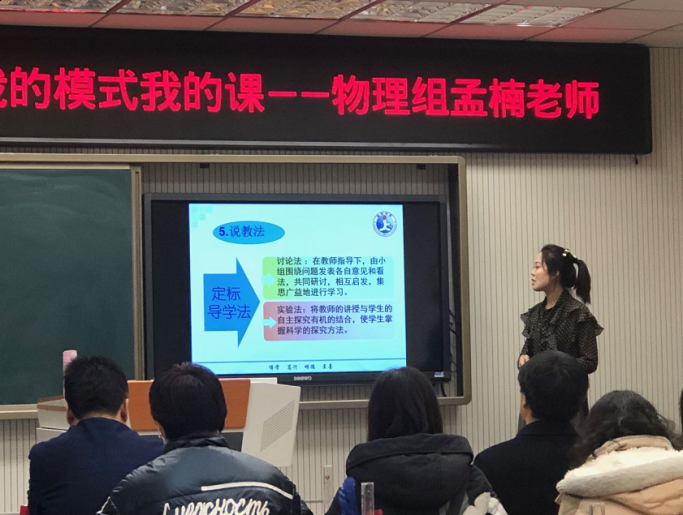 我的模式我的课——物理组孟楠老师
5.说教法
定标
导学法
讨论法：在教师指导下，由小
组围绕问题发表各自意见和看
法，共同研讨，相互启发，集
思广益地进行学习。
实验法：将教师的讲授与学生的
自主探究有机的结合，使学生掌
握科学的探究方法。